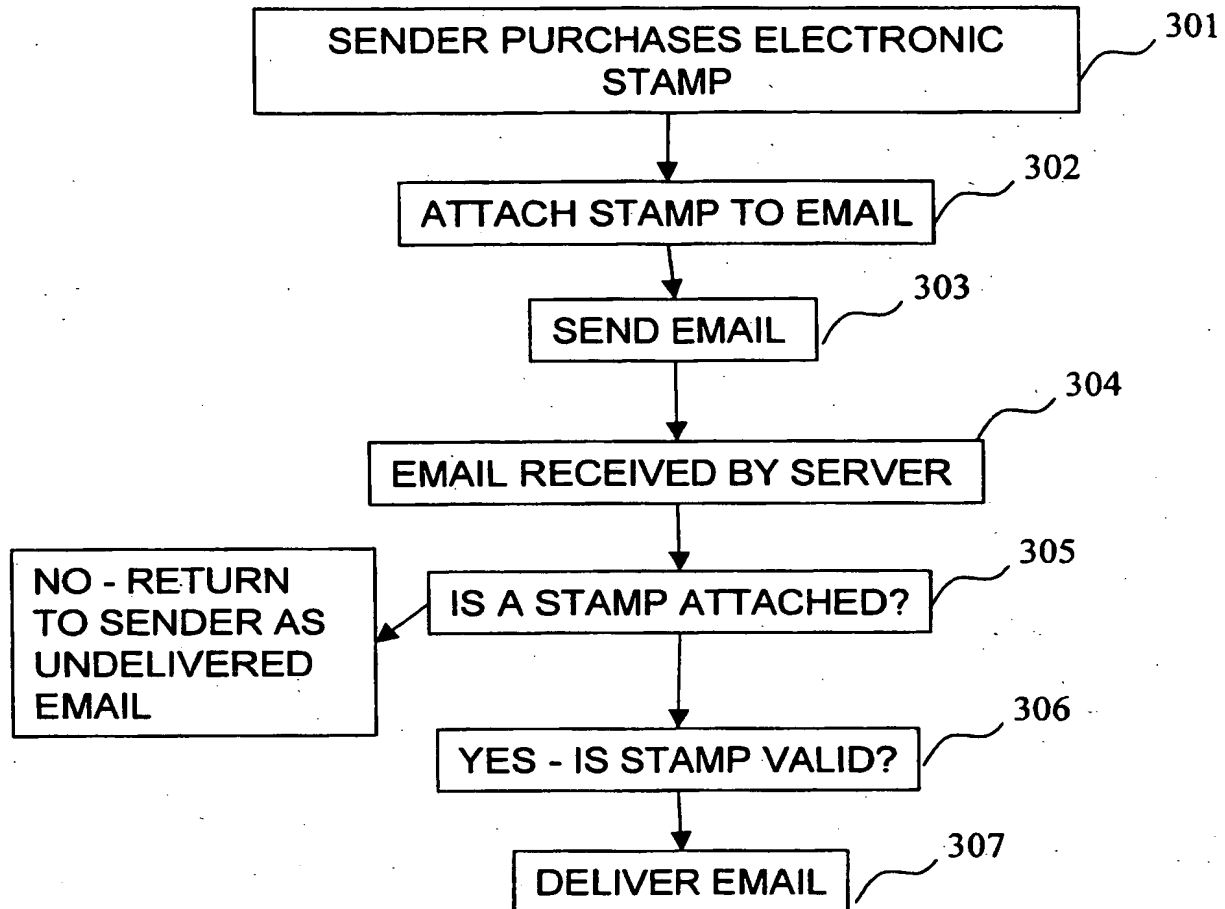 SENDER PURCHASES ELECTRONIC
STAMP
301
ATTACH STAMP TO EMAIL
302
SEND EMAIL
303
EMAIL RECEIVED BY SERVER
304
NO - RETURN
TO SENDER AS
UNDELIVERED
EMAIL
IS A STAMP ATTACHED?
305
YES - IS STAMP VALID?
306
DELIVER EMAIL
307